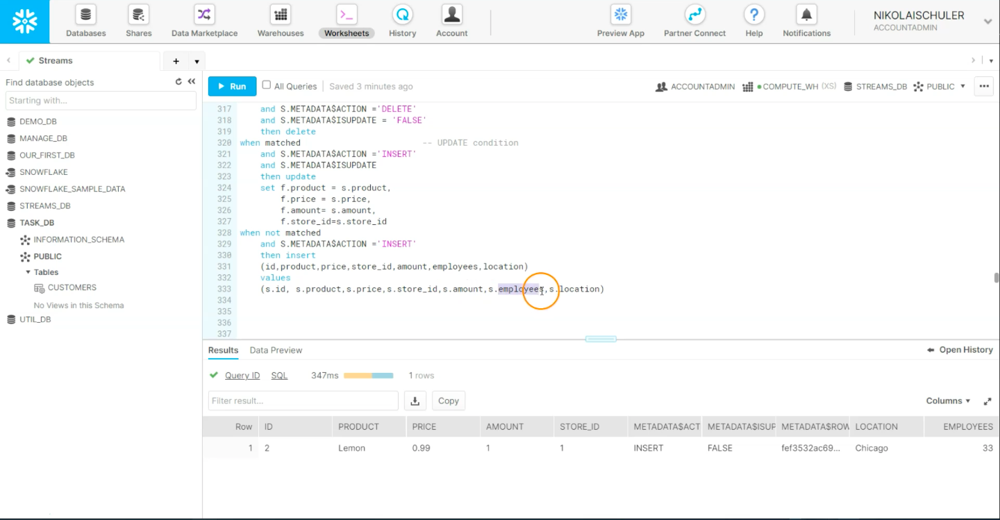 Databases
Shares
Data Marketplace
Warehouses
Worksheets
History
Account
Preview App
Partner Connect
Help
Notifications
NIKOLAISCHULER
ACCOUNTADMIN
Streams
Find database objects
Starting with...
DEMO_DB
MANAGE_DB
OUR_FIRST_DB
SNOWFLAKE
SNOWFLAKE_SAMPLE_DATA
STREAMS_DB
TASK_DB
INFORMATION_SCHEMA
PUBLIC
Tables
CUSTOMERS
No Views in this Schema
UTIL_DB
Run
All Queries
Saved 3 minutes ago
ACCOUNTADMIN
COMPUTE_WH (XS)
STREAMS_DB
PUBLIC
317 and S.METADATA$ACTION ='DELETE'
318 and S.METADATA$ISUPDATE = 'FALSE'
319 then delete
320 when matched -- UPDATE condition
321 and S.METADATA$ACTION ='INSERT'
322 and S.METADATA$ISUPDATE
323 then update
324 set f.product = s.product,
325 f.price = s.price,
326 f.amount= s.amount,
327 f.store_id=s.store_id
328 when not matched
329 and S.METADATA$ACTION ='INSERT'
330 then insert
331 (id,product,price,store_id,amount,employees,location)
332 values
333 (s.id, s.product,s.price,s.store_id,s.amount,s.employees,s.location)
334
335
336
337
Results
Data Preview
Open History
Query ID
SQL
347ms
1 rows
Filter result...
Copy
Columns
Row ID PRODUCT PRICE AMOUNT STORE_ID METADATA$ACT METADATA$ISUP METADATA$ROW LOCATION EMPLOYEES
1 2 Lemon 0.99 1 1 INSERT FALSE fef3532ac69... Chicago 33